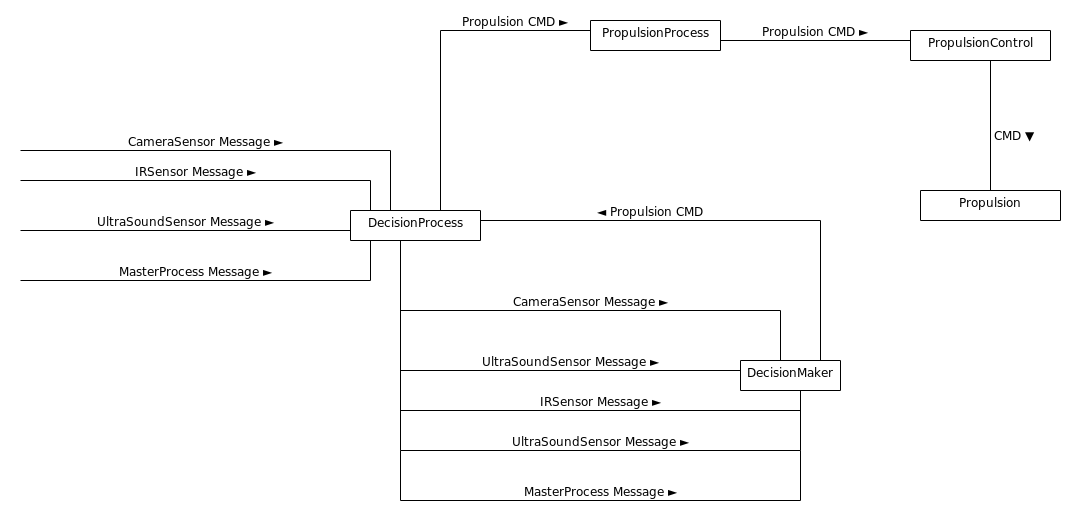 Propulsion CMD ►
PropulsionProcess
Propulsion CMD ►
PropulsionControl
CMD ▼
CameraSensor Message ►
IRSensor Message ►
UltraSoundSensor Message ►
DecisionProcess
◄ Propulsion CMD
Propulsion
MasterProcess Message ►
CameraSensor Message ►
UltraSoundSensor Message ►
DecisionMaker
IRSensor Message ►
UltraSoundSensor Message ►
MasterProcess Message ►